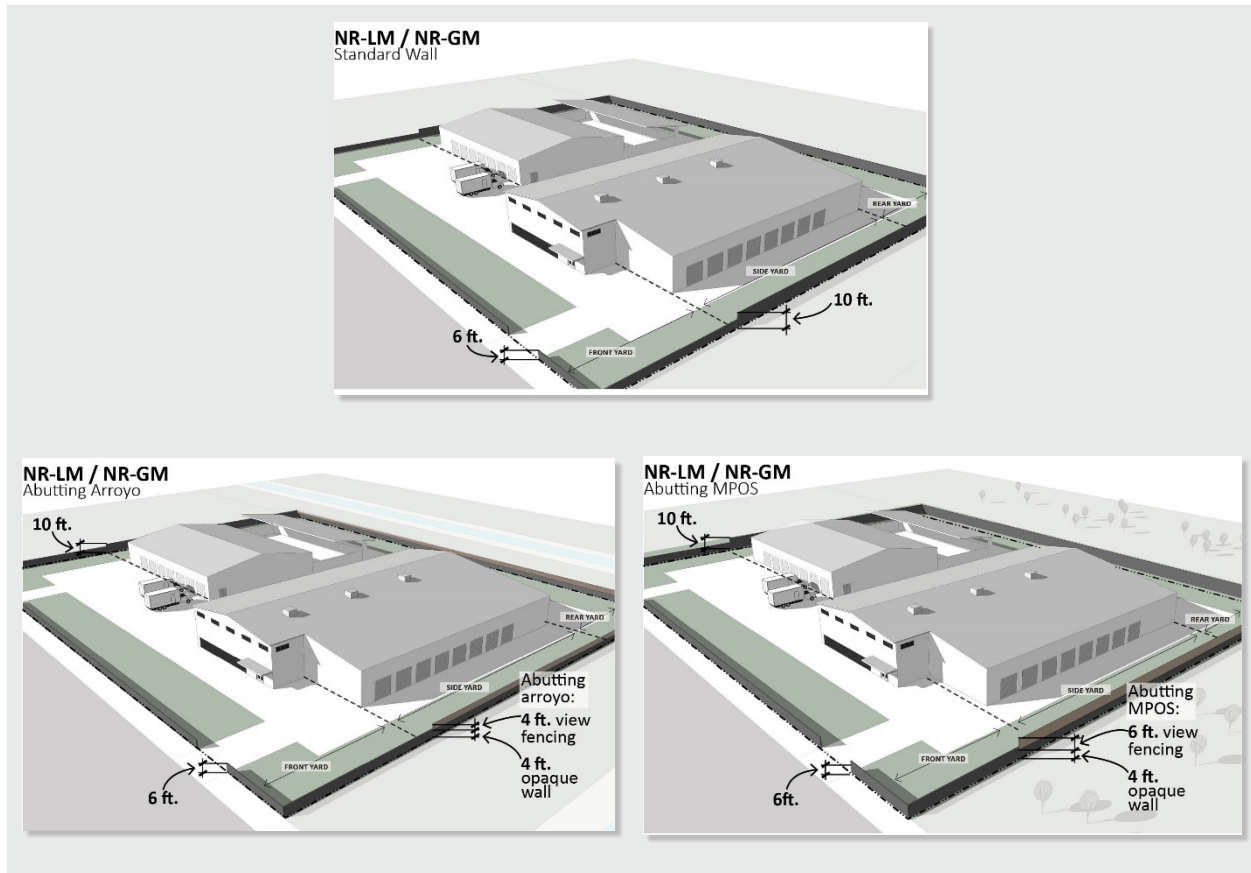 NR-LM / NR-GM
Standard Wall
REAR YARD
SIDE YARD
10 ft.
6 ft.
FRONT YARD
NR-LM / NR-GM
Abutting Arroyo
10 ft.
REAR YARD
SIDE YARD
Abutting
arroyo:
4 ft. view
fencing
4 ft.
opaque
wall
FRONT YARD
6 ft.
NR-LM / NR-GM
Abutting MPOS
10 ft.
REAR YARD
SIDE YARD
Abutting
MPOS:
6 ft. view
fencing
4 ft.
opaque
wall
FRONT YARD
6ft.